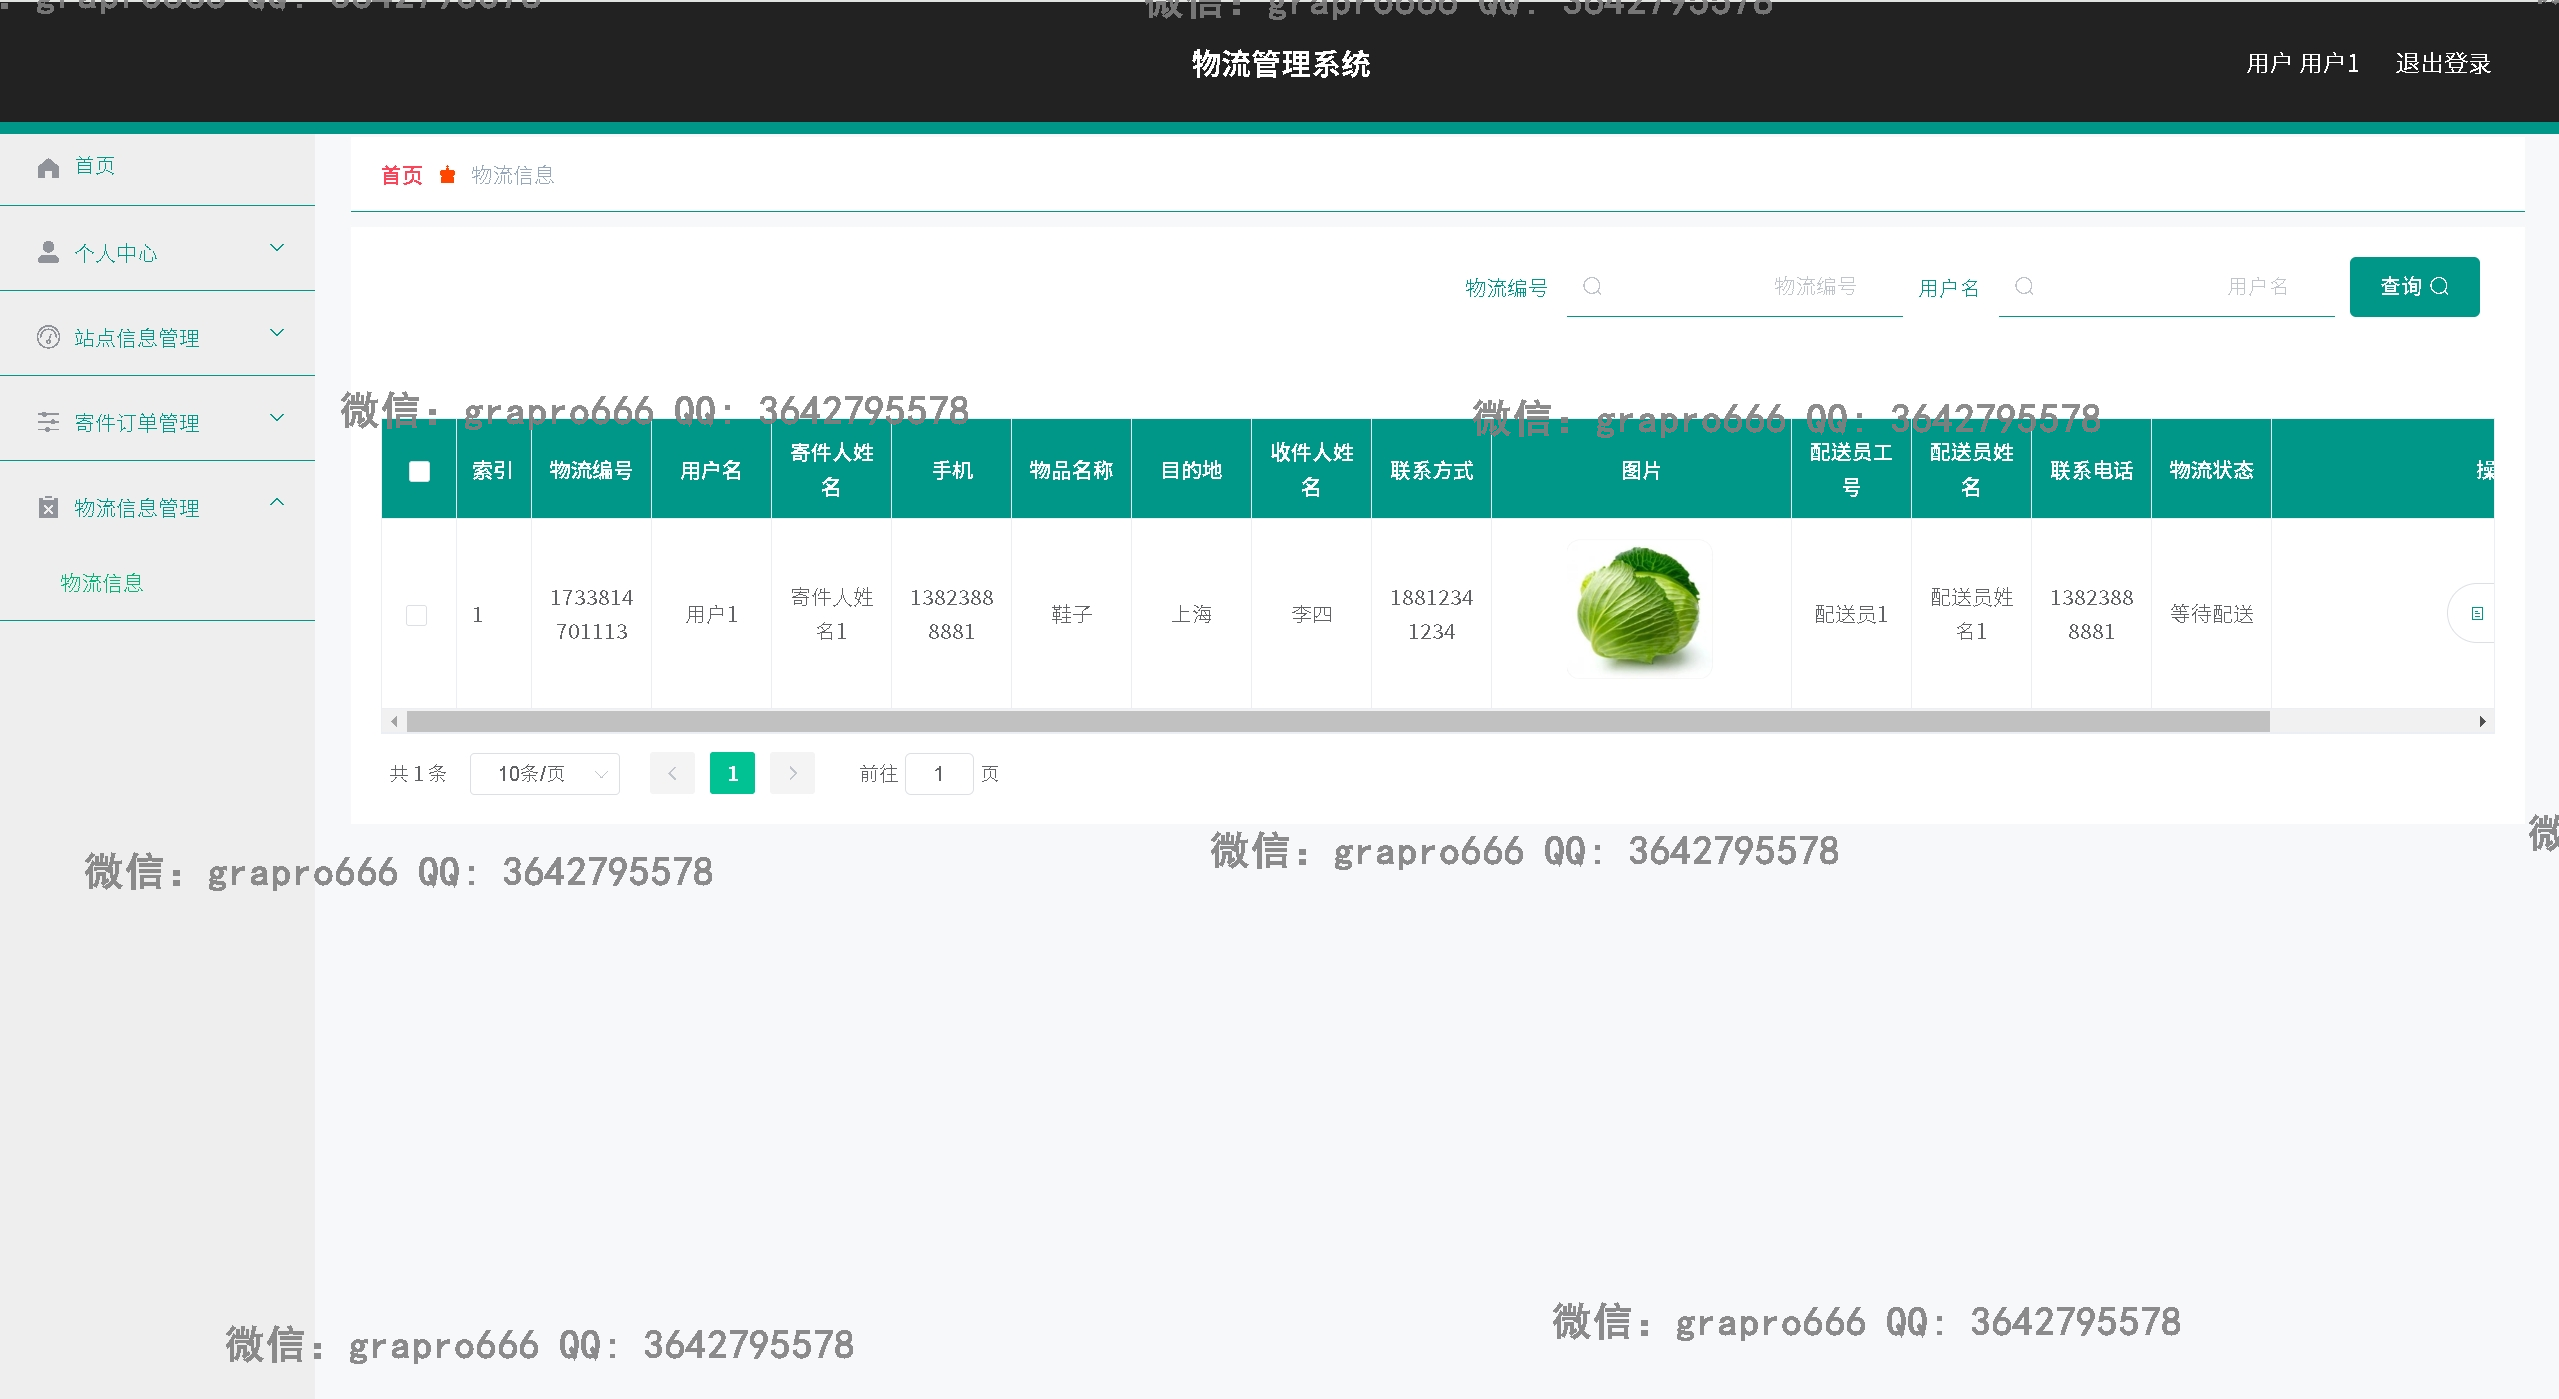 微信: grapro666 QQ: 3642795578
微信: grapro666 QQ: 3642795578
物流管理系统
用户 用户1 退出登录
首页
个人中心
站点信息管理
寄件订单管理
物流信息管理
物流信息
首页 物流信息
物流编号 物流编号 用户名 用户名 查询
微信: grapro666 QQ: 3642795578
微信: grapro666 QQ: 3642795578
索引 物流编号 用户名 寄件人姓名 手机 物品名称 目的地 收件人姓名 联系方式 图片 配送员工号 配送员姓名 联系电话 物流状态 操
1 1733814701113 用户1 寄件人姓名1 13823888881 鞋子 上海 李四 18812341234 配送员1 配送员姓名1 13823888881 等待配送
共 1 条 10条/页 1 前往 1 页
微信: grapro666 QQ: 3642795578
微信: grapro666 QQ: 3642795578
微
微信: grapro666 QQ: 3642795578
微信: grapro666 QQ: 3642795578